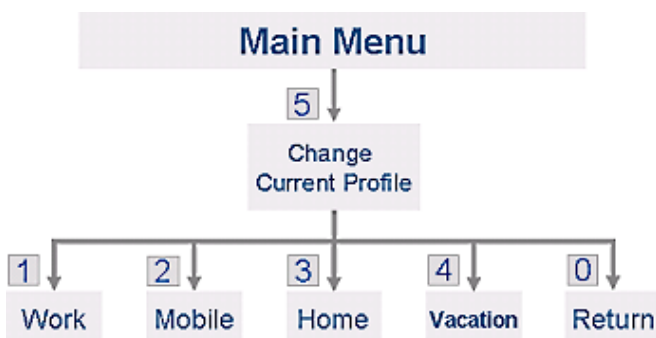 Main Menu
5
Change
Current Profile
1 2 3 4 0
Work Mobile Home Vacation Return